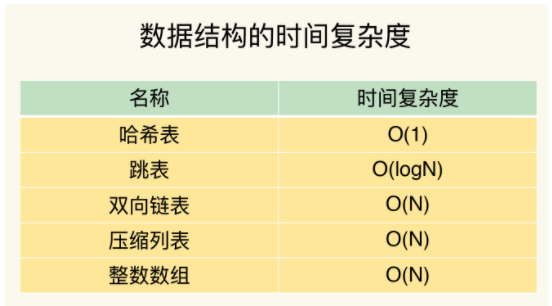 数据结构的时间复杂度
名称 时间复杂度
哈希表 O(1)
跳表 O(logN)
双向链表 O(N)
压缩列表 O(N)
整数数组 O(N)